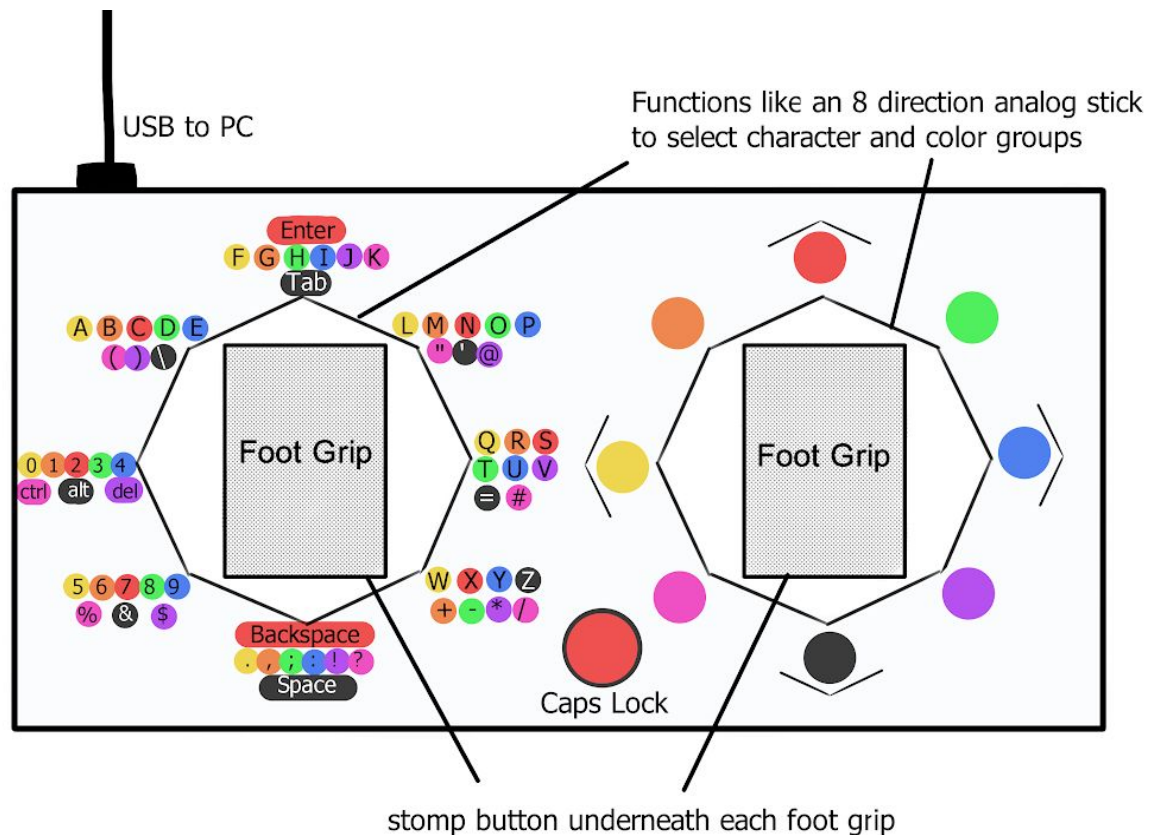 USB to PC
Functions like an 8 direction analog stick
to select character and color groups
Enter
F G H I J K
Tab
A B C D E
( ) \
L M N O P
" ' @
Foot Grip
Foot Grip
0 1 2 3 4
ctrl alt del
Q R S
T U V
= #
5 6 7 8 9
% & $
W X Y Z
+ - * /
Backspace
. , ; : ! ?
Space
Caps Lock
stomp button underneath each foot grip